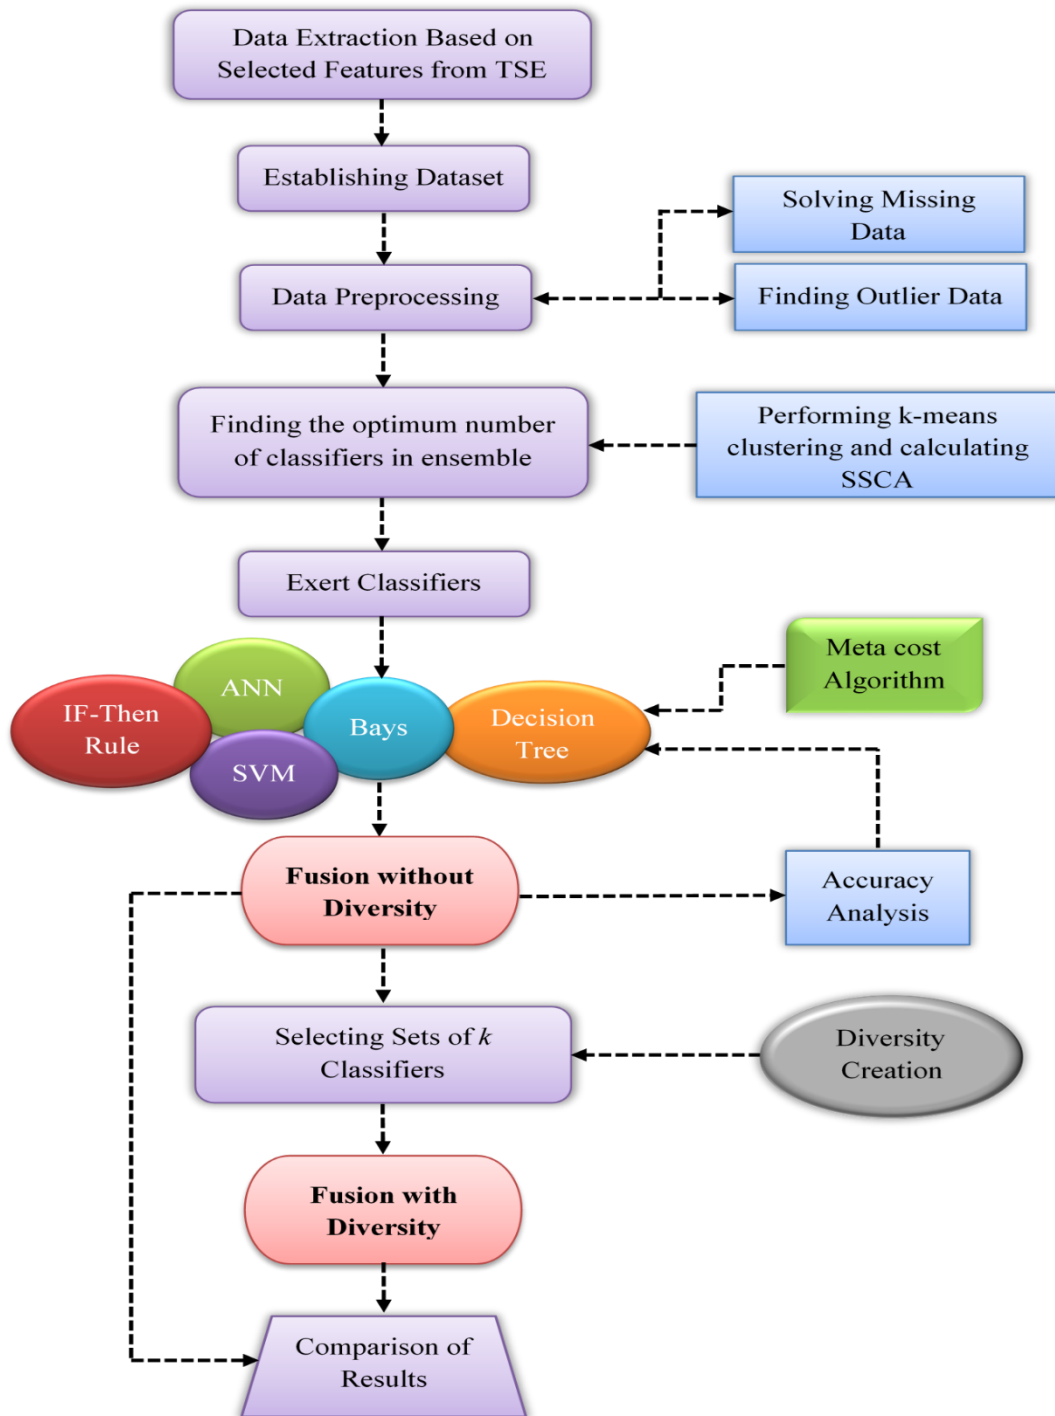 Data Extraction Based on
Selected Features from TSE
Establishing Dataset
Solving Missing
Data
Data Preprocessing
Finding Outlier Data
Finding the optimum number
of classifiers in ensemble
Performing k-means
clustering and calculating
SSCA
Exert Classifiers
Meta cost
Algorithm
IF-Then
Rule
ANN
SVM
Bays
Decision
Tree
Fusion without
Diversity
Accuracy
Analysis
Selecting Sets of k
Classifiers
Diversity
Creation
Fusion with
Diversity
Comparison of
Results